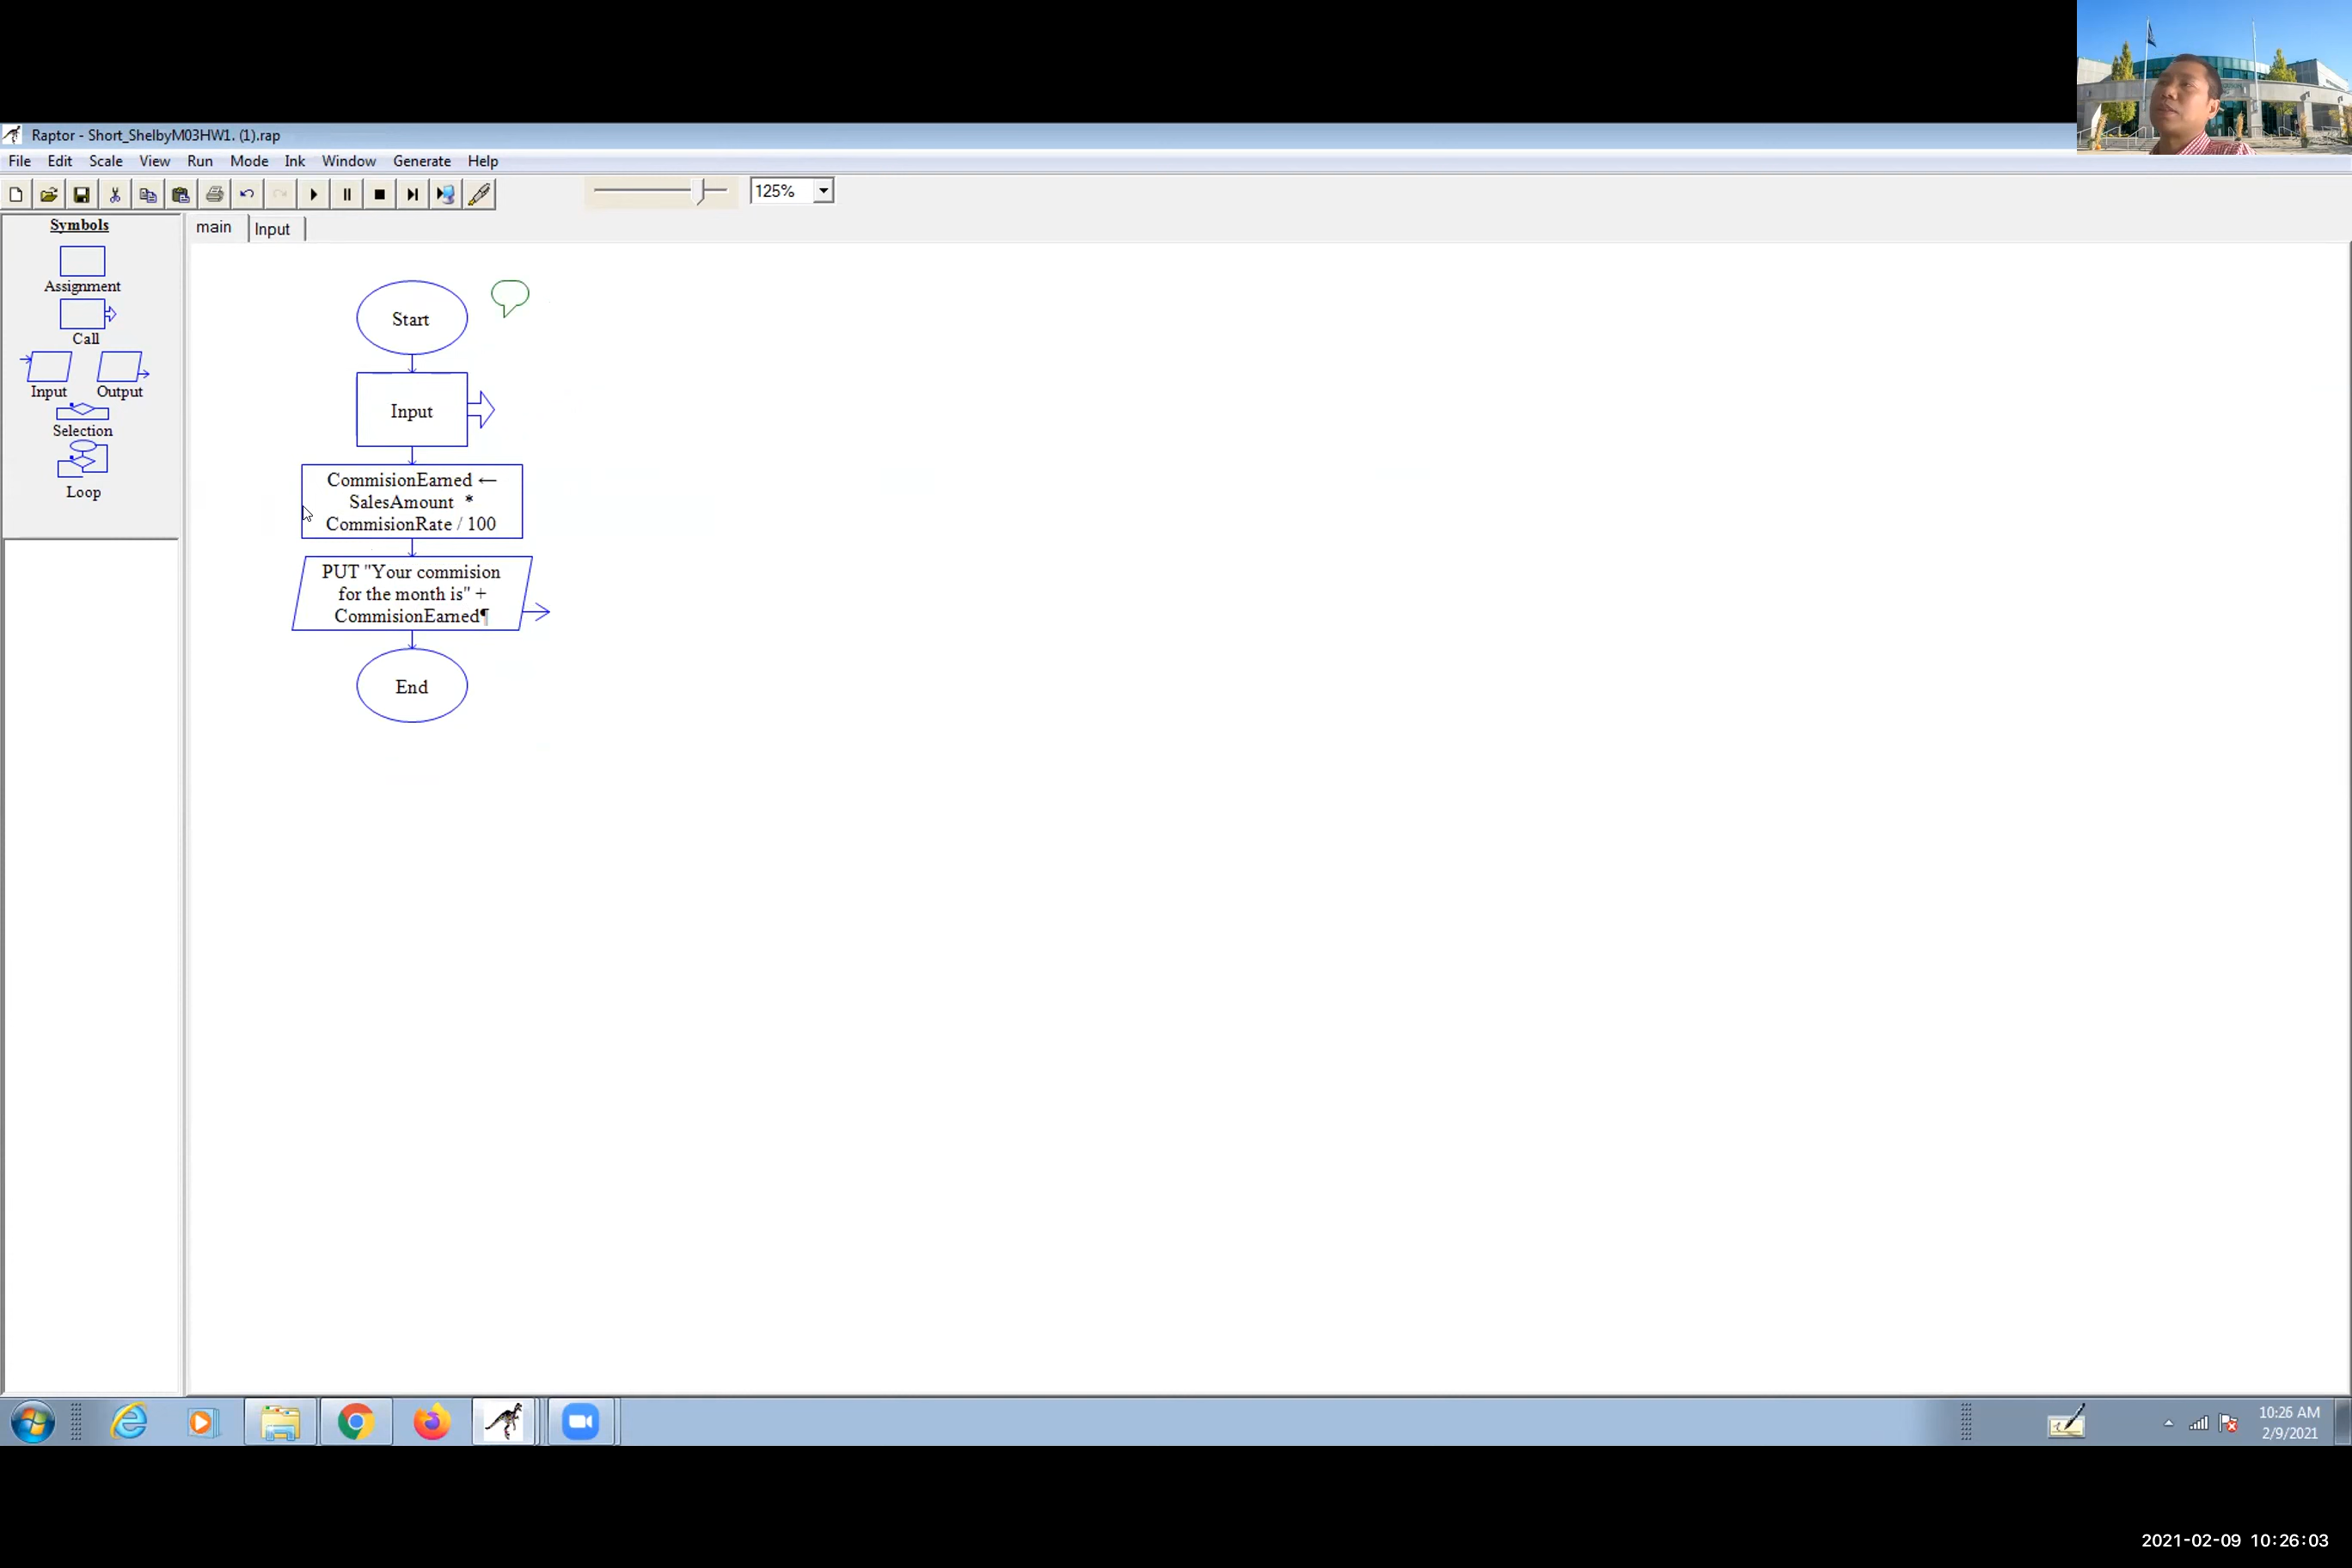 Raptor - Short_ShelbyM03HW1. (1).rap
File Edit Scale View Run Mode Ink Window Generate Help
125%
Symbols
Assignment
Call
Input Output
Selection
Loop
main Input
Start
Input
CommisionEarned ←
SalesAmount *
CommisionRate / 100
PUT "Your commision
for the month is" +
CommisionEarned¶
End
10:26 AM
2/9/2021
2021-02-09 10:26:03